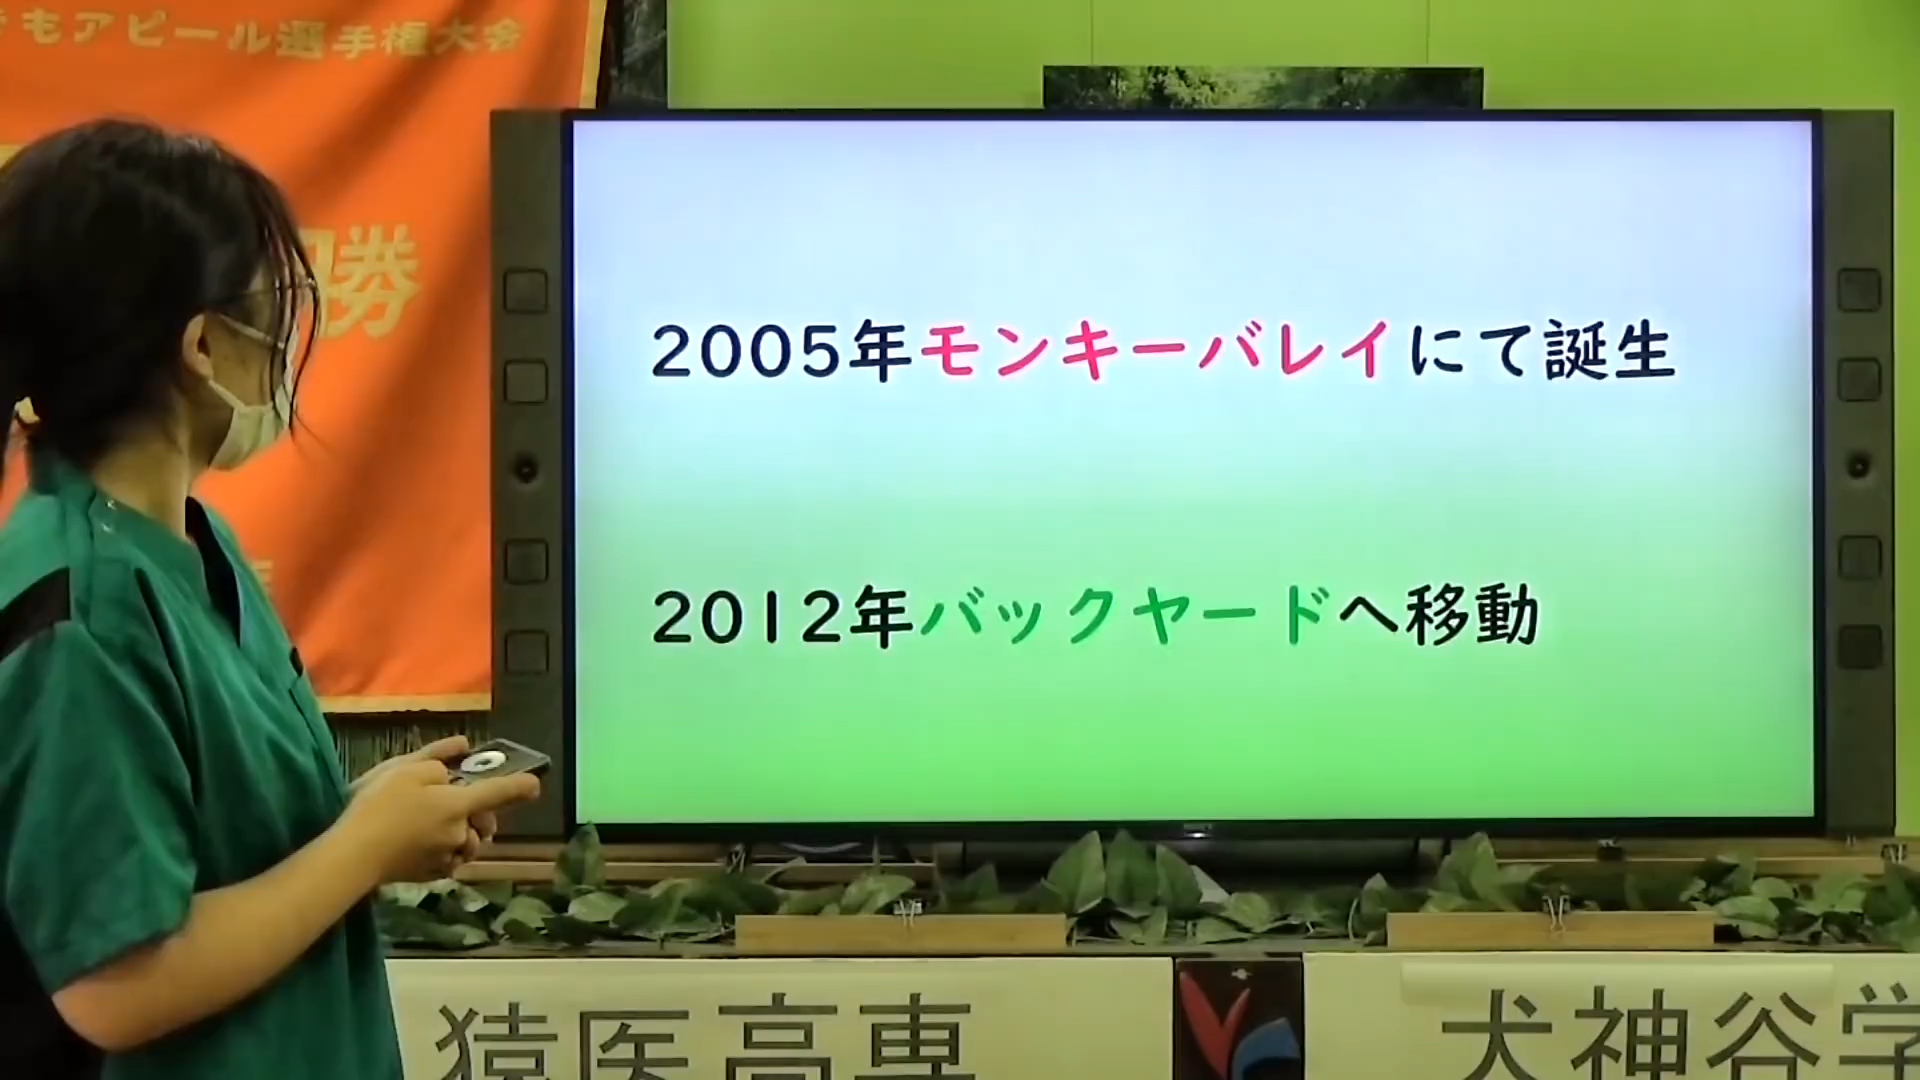 もアピール選手権大会
勝
2005年モンキーバレイにて誕生
2012年バックヤードへ移動
猿医高専
犬神谷学